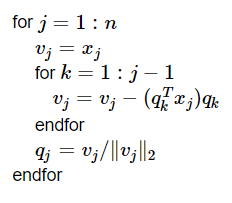 for j = 1 : n
v_j = x_j
for k = 1 : j − 1
v_j = v_j − (q_k^T x_j)q_k
endfor
q_j = v_j/‖v_j‖_2
endfor